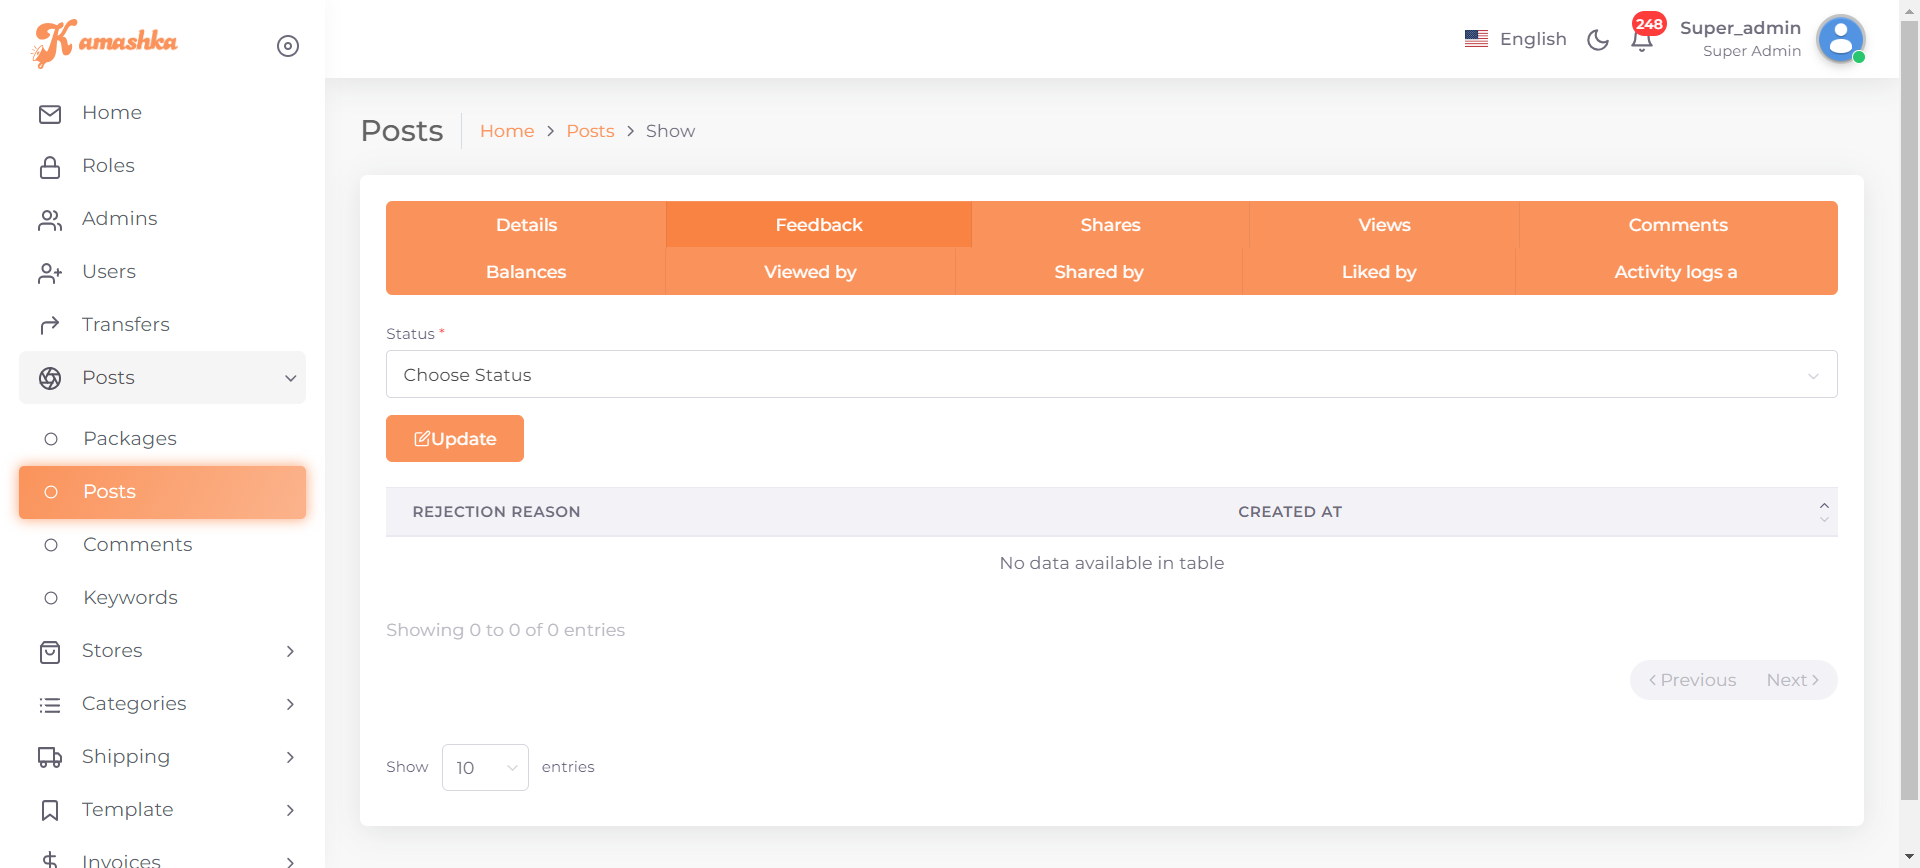 Kamashka
Home
Roles
Admins
Users
Transfers
Posts
Packages
Posts
Comments
Keywords
Stores
Categories
Shipping
Template
Invoices
English
248
Super_admin
Super Admin
Posts
Home > Posts > Show
Details Feedback Shares Views Comments
Balances Viewed by Shared by Liked by Activity logs a
Status *
Choose Status
Update
REJECTION REASON CREATED AT
No data available in table
Showing 0 to 0 of 0 entries
Previous Next
Show 10 entries